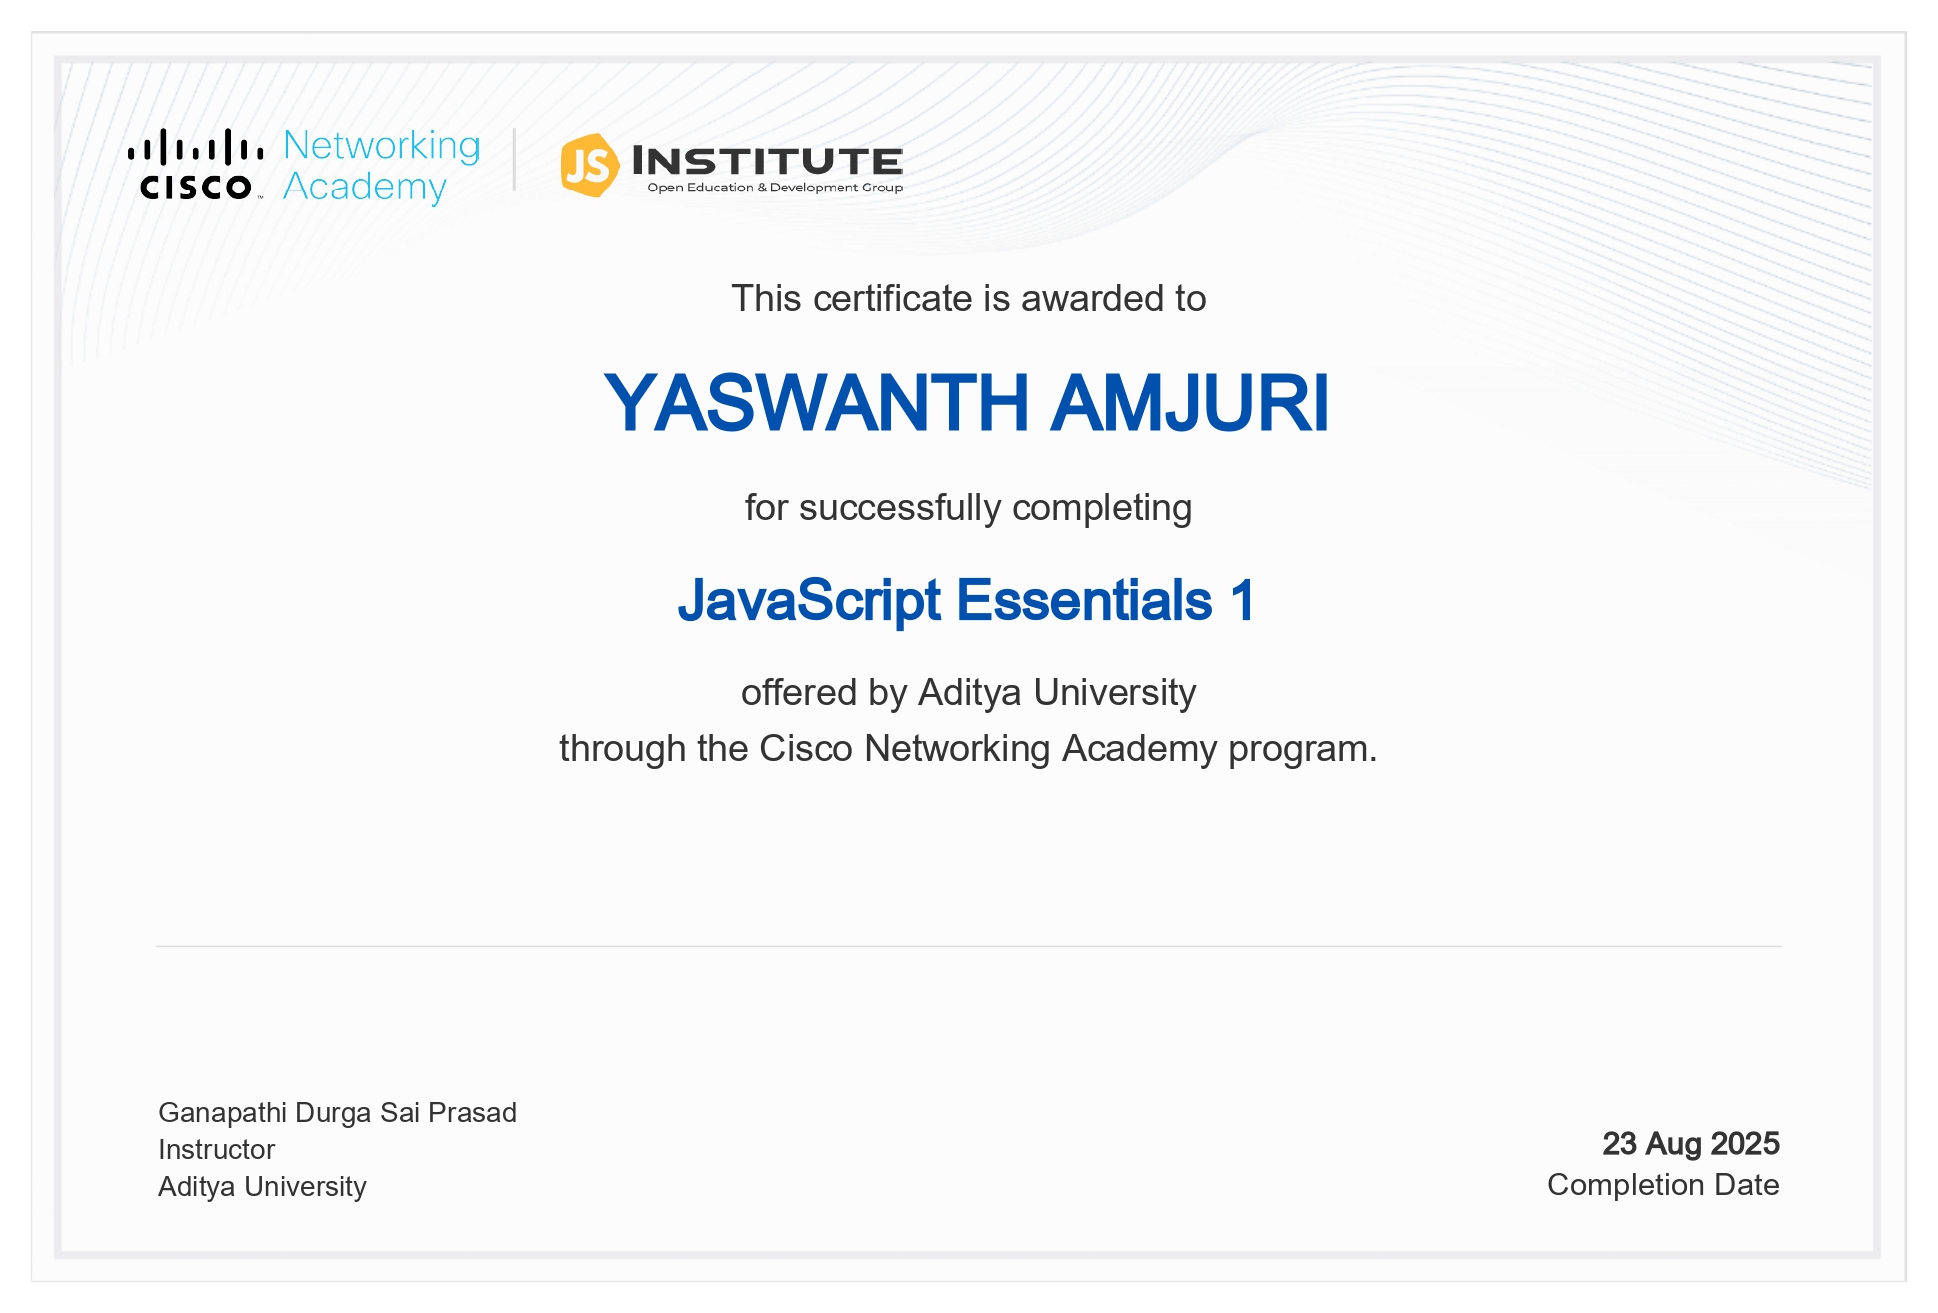 Networking
Academy
CISCO™
JS INSTITUTE
Open Education & Development Group
This certificate is awarded to
YASWANTH AMJURI
for successfully completing
JavaScript Essentials 1
offered by Aditya University
through the Cisco Networking Academy program.
Ganapathi Durga Sai Prasad
Instructor
Aditya University
23 Aug 2025
Completion Date